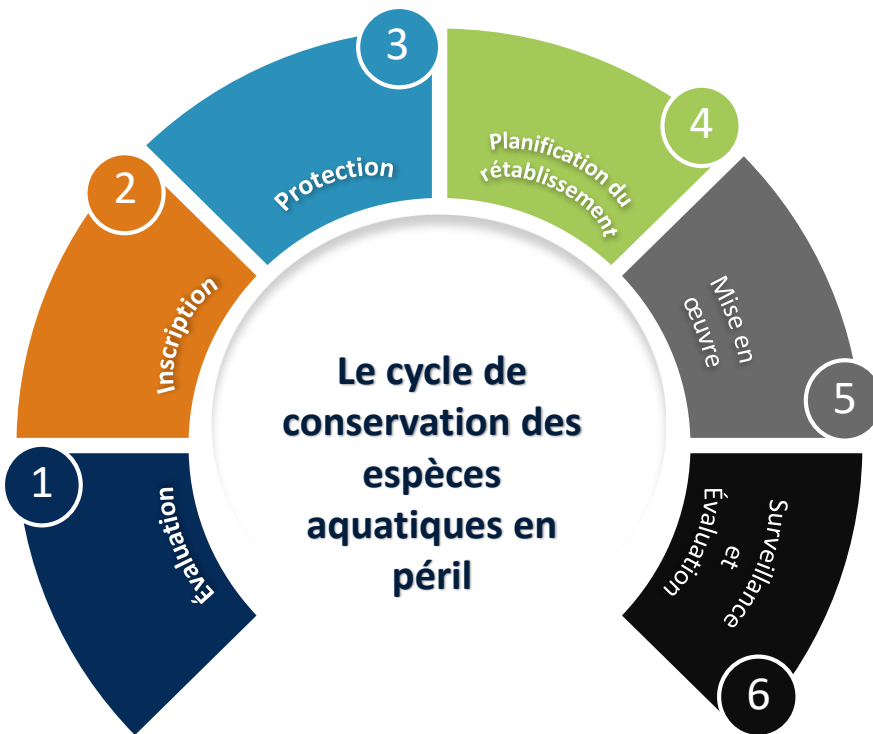 Le cycle de
conservation des
espèces
aquatiques en
péril
1
Évaluation
2
Inscription
3
Protection
4
Planification du
rétablissement
5
Mise en
œuvre
6
Surveillance
et
Évaluation